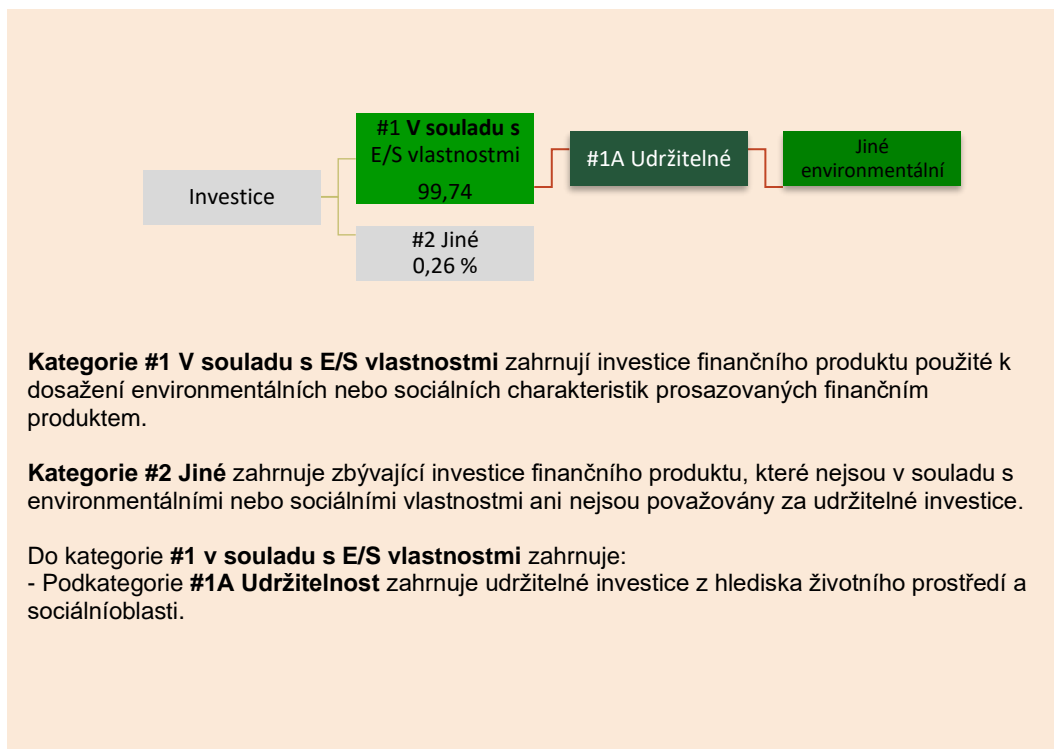 #1 V souladu s
E/S vlastnostmi
99,74
#1A Udržitelné
Jiné
environmentální
Investice
#2 Jiné
0,26 %
Kategorie #1 V souladu s E/S vlastnostmi zahrnují investice finančního produktu použité k
dosažení environmentálních nebo sociálních charakteristik prosazovaných finančním
produktem.
Kategorie #2 Jiné zahrnuje zbývající investice finančního produktu, které nejsou v souladu s
environmentálními nebo sociálními vlastnostmi ani nejsou považovány za udržitelné investice.
Do kategorie #1 v souladu s E/S vlastnostmi zahrnuje:
- Podkategorie #1A Udržitelnost zahrnuje udržitelné investice z hlediska životního prostředí a
sociálníoblasti.